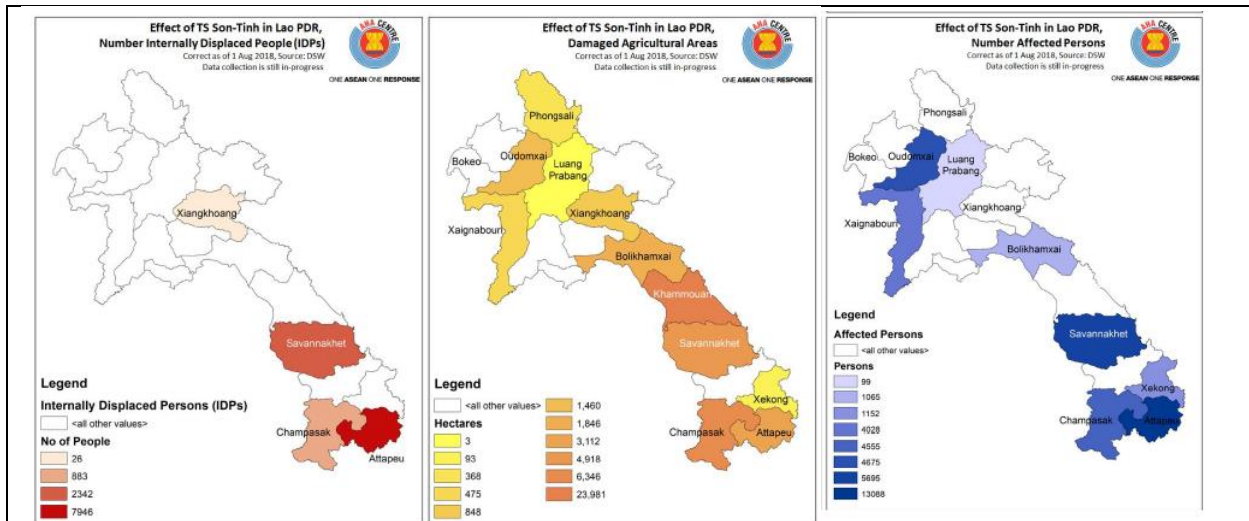 Effect of TS Son-Tinh in Lao PDR,
Number Internally Displaced People (IDPs)
Correct as of 1 Aug 2018, Source: DSW
Data collection is still in-progress
AHA CENTRE
ONE ASEAN ONE RESPONSE
Xiangkhoang
Savannakhet
Champasak
Attapeu
Legend
Internally Displaced Persons (IDPs)
<all other values>
No of People
26
883
2342
7946
Effect of TS Son-Tinh in Lao PDR,
Damaged Agricultural Areas
Correct as of 1 Aug 2018, Source: DSW
Data collection is still in-progress
AHA CENTRE
ONE ASEAN ONE RESPONSE
Phongsali
Bokeo
Oudomxai
Luang
Prabang
Xiangkhoang
Xaignabouri
Bolikhamxai
Khammouan
Savannakhet
Xekong
Champasak
Attapeu
Legend
<all other values>
Hectares
3
93
368
475
848
1,460
1,846
3,112
4,918
6,346
23,981
Effect of TS Son-Tinh in Lao PDR,
Number Affected Persons
Correct as of 1 Aug 2018, Source: DSW
Data collection is still in-progress
AHA CENTRE
ONE ASEAN ONE RESPONSE
Phongsali
Bokeo
Oudomxai
Luang
Prabang
Xiangkhoang
Xaignabouri
Bolikhamxai
Savannakhet
Xekong
Champasak
Attapeu
Legend
Affected Persons
<all other values>
Persons
99
1065
1152
4028
4555
4675
5695
13088